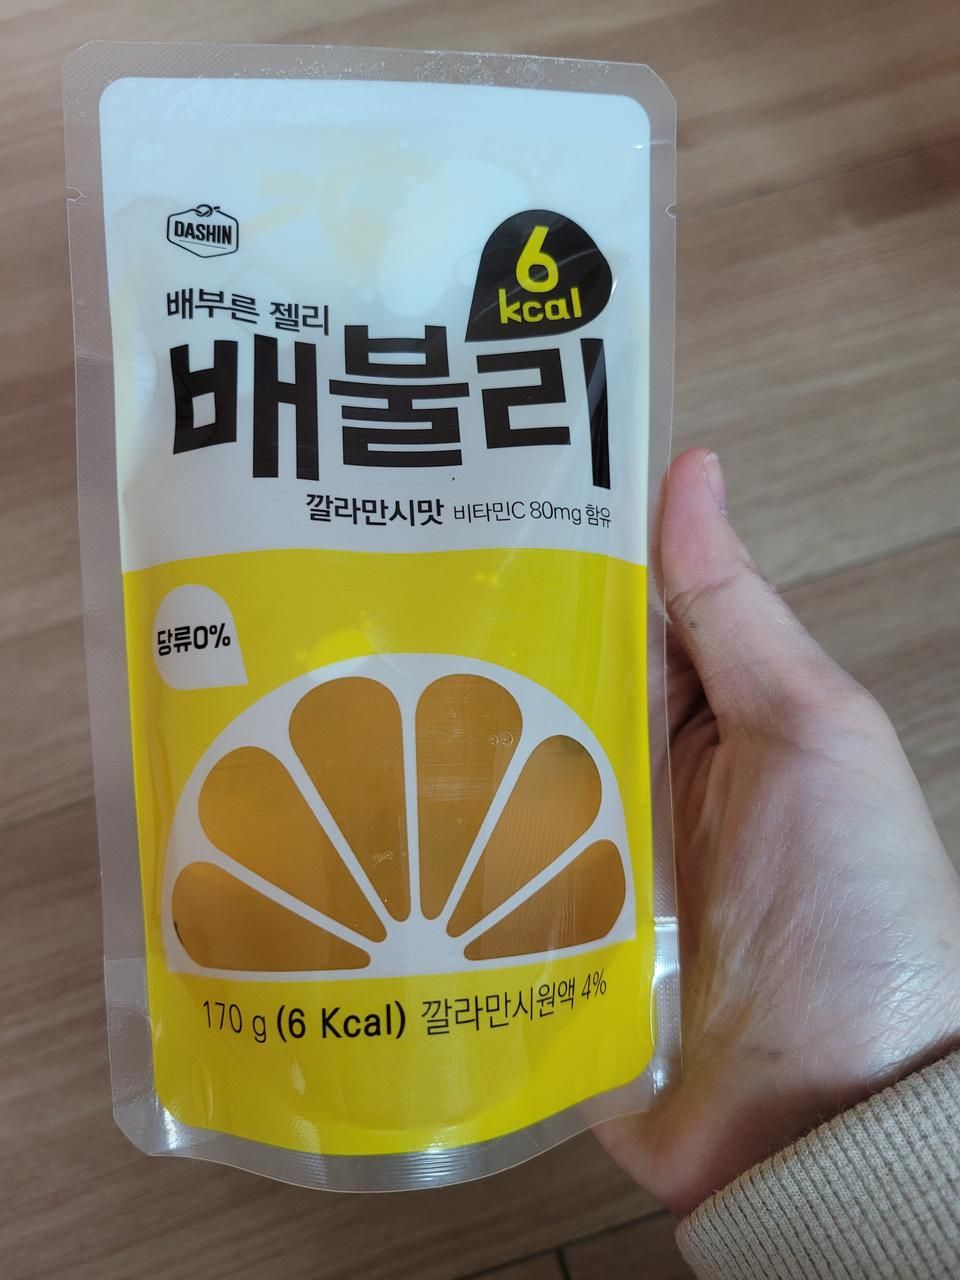 DASHIN
6
kcal
배부른 젤리
배불리
깔라만시맛 비타민C 80mg 함유
당류0%
170 g (6 Kcal) 깔라만시원액 4%